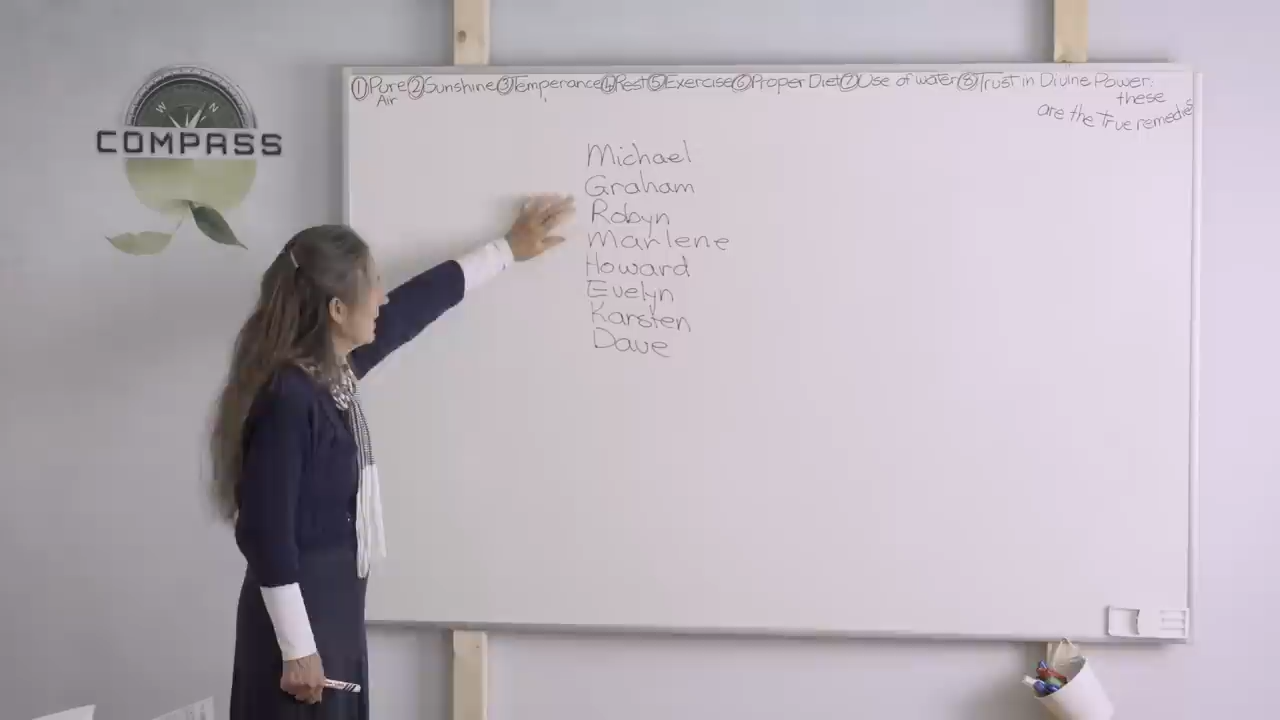 ①Pure ②Sunshine ③Temperance ④Rest ⑤Exercise ⑥Proper Diet ⑦Use of water ⑧Trust in Divine Power:
Air
these
are the true remedies
W N
COMPASS
Michael
Graham
Robyn
Marlene
Howard
Evelyn
Karsten
Dave